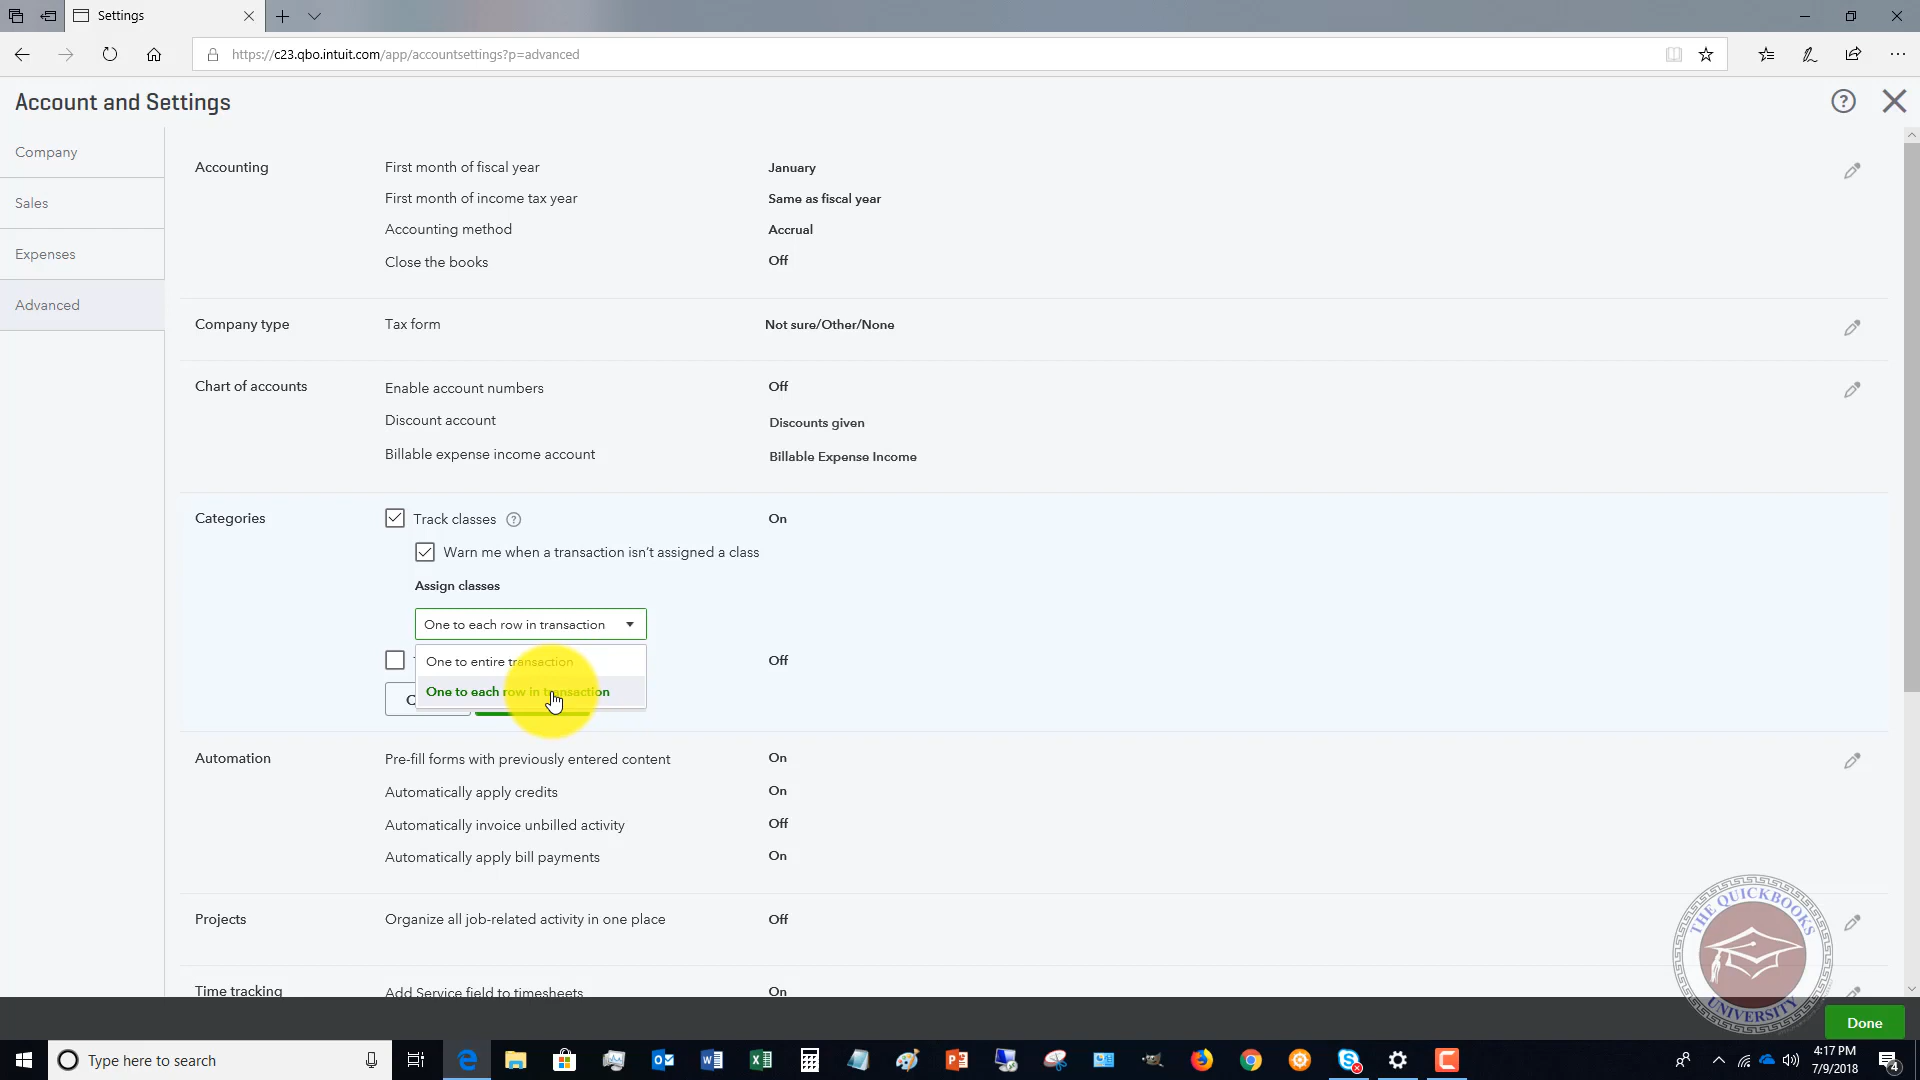 Settings
https://c23.qbo.intuit.com/app/accountsettings?p=advanced
Account and Settings
Company
Sales
Expenses
Advanced
Accounting
First month of fiscal year January
First month of income tax year Same as fiscal year
Accounting method Accrual
Close the books Off
Company type Tax form Not sure/Other/None
Chart of accounts Enable account numbers Off
Discount account Discounts given
Billable expense income account Billable Expense Income
Categories Track classes ? On
Warn me when a transaction isn't assigned a class
Assign classes
One to each row in transaction
One to entire transaction
Off
One to each row in transaction
Automation Pre-fill forms with previously entered content On
Automatically apply credits On
Automatically invoice unbilled activity Off
Automatically apply bill payments On
Projects Organize all job-related activity in one place Off
Time tracking Add Service field to timesheets On
THE QUICKBOOKS UNIVERSITY
Done
Type here to search
4:17 PM
7/9/2018
4